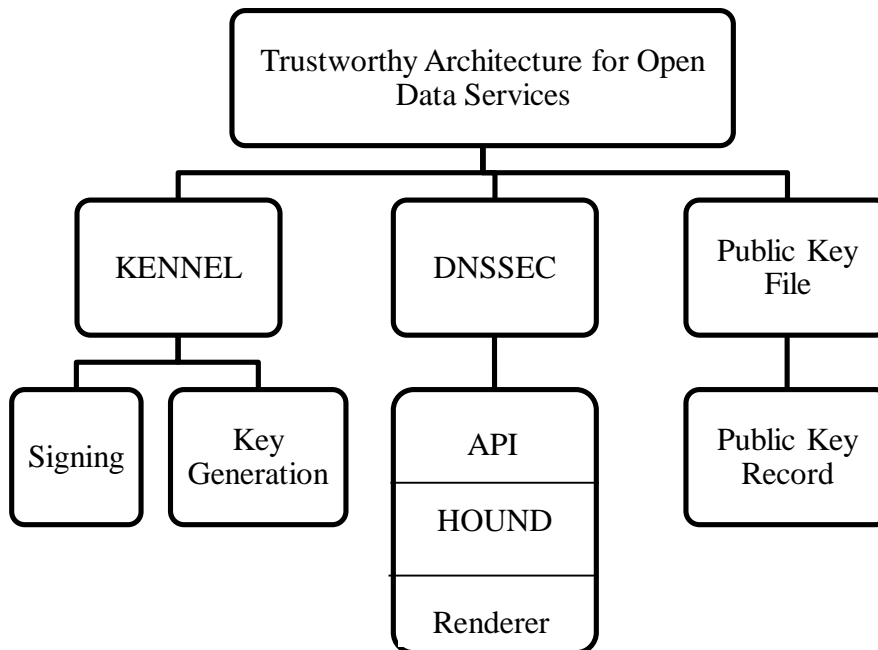 Trustworthy Architecture for Open
Data Services
KENNEL
DNSSEC
Public Key
File
Signing
Key
Generation
API
HOUND
Renderer
Public Key
Record